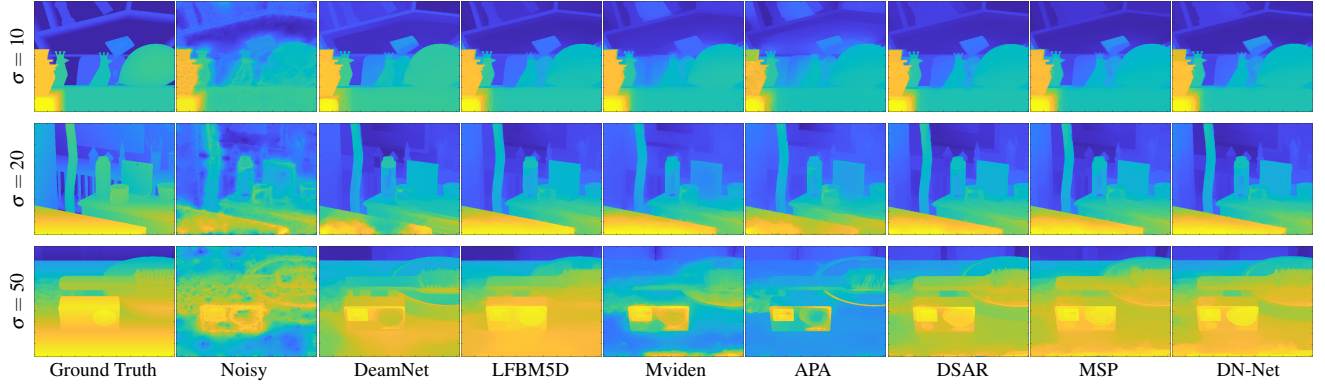 σ = 10
σ = 20
σ = 50
Ground Truth Noisy DeamNet LFBM5D Mviden APA DSAR MSP DN-Net